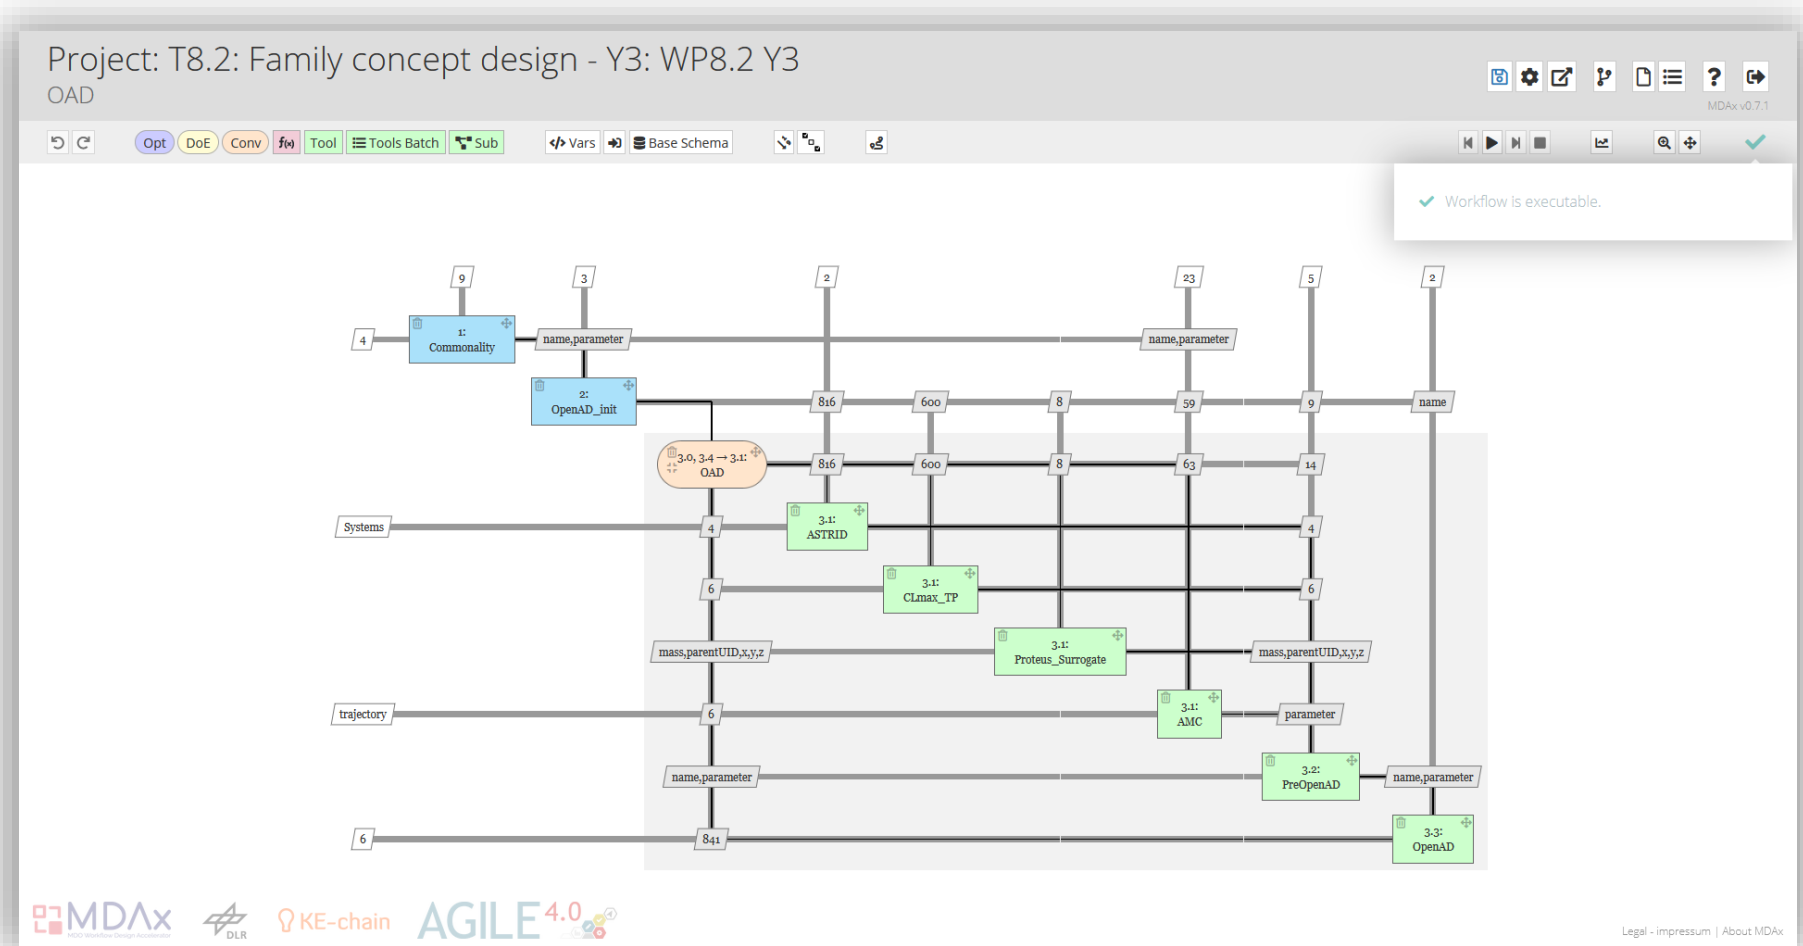 Project: T8.2: Family concept design - Y3: WP8.2 Y3
OAD
MDAx v0.7.1
Opt DoE Conv f(x) Tool Tools Batch Sub </> Vars Base Schema
Workflow is executable.
9 3 2 23 5 2
4 1: Commonality name,parameter name,parameter
2: OpenAD_init 816 600 8 59 9 name
3.0, 3.4 → 3.1: OAD 816 600 8 63 14
Systems 4 3.1: ASTRID 4
6 3.1: CLmax_TP 6
mass,parentUID,x,y,z 3.1: Proteus_Surrogate mass,parentUID,x,y,z
trajectory 6 3.1: AMC parameter
name,parameter 3.2: PreOpenAD name,parameter
6 841 3.3: OpenAD
MDAx DLR KE-chain AGILE 4.0
MDO Workflow Design Accelerator
Legal - impressum | About MDAx